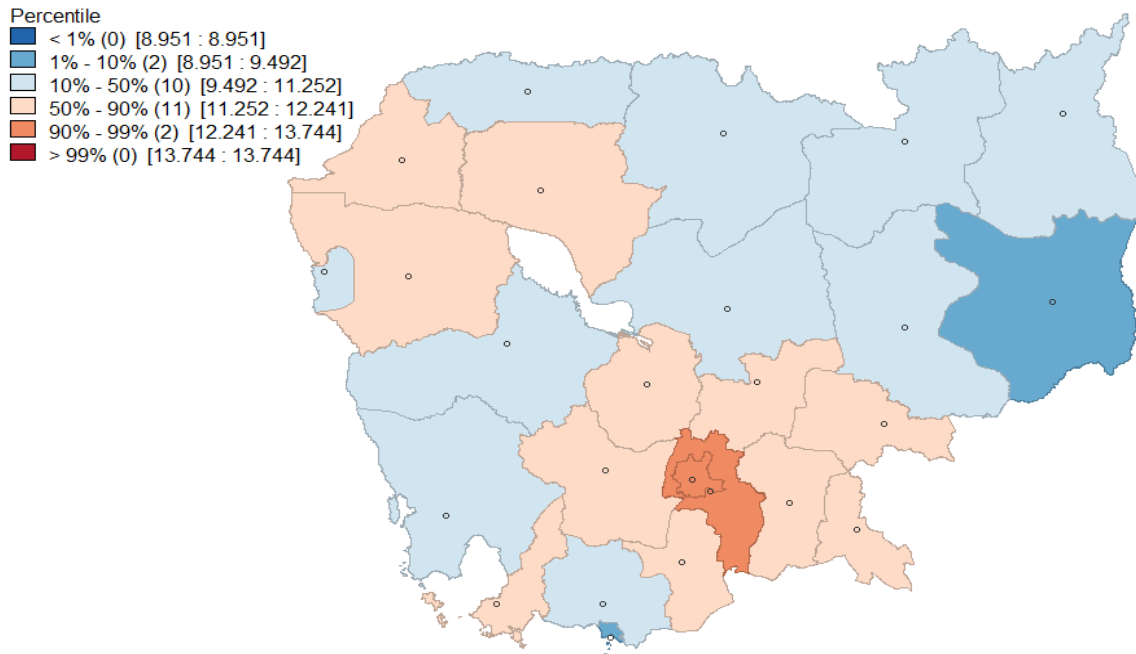 Percentile
< 1% (0) [8.951 : 8.951]
1% - 10% (2) [8.951 : 9.492]
10% - 50% (10) [9.492 : 11.252]
50% - 90% (11) [11.252 : 12.241]
90% - 99% (2) [12.241 : 13.744]
> 99% (0) [13.744 : 13.744]